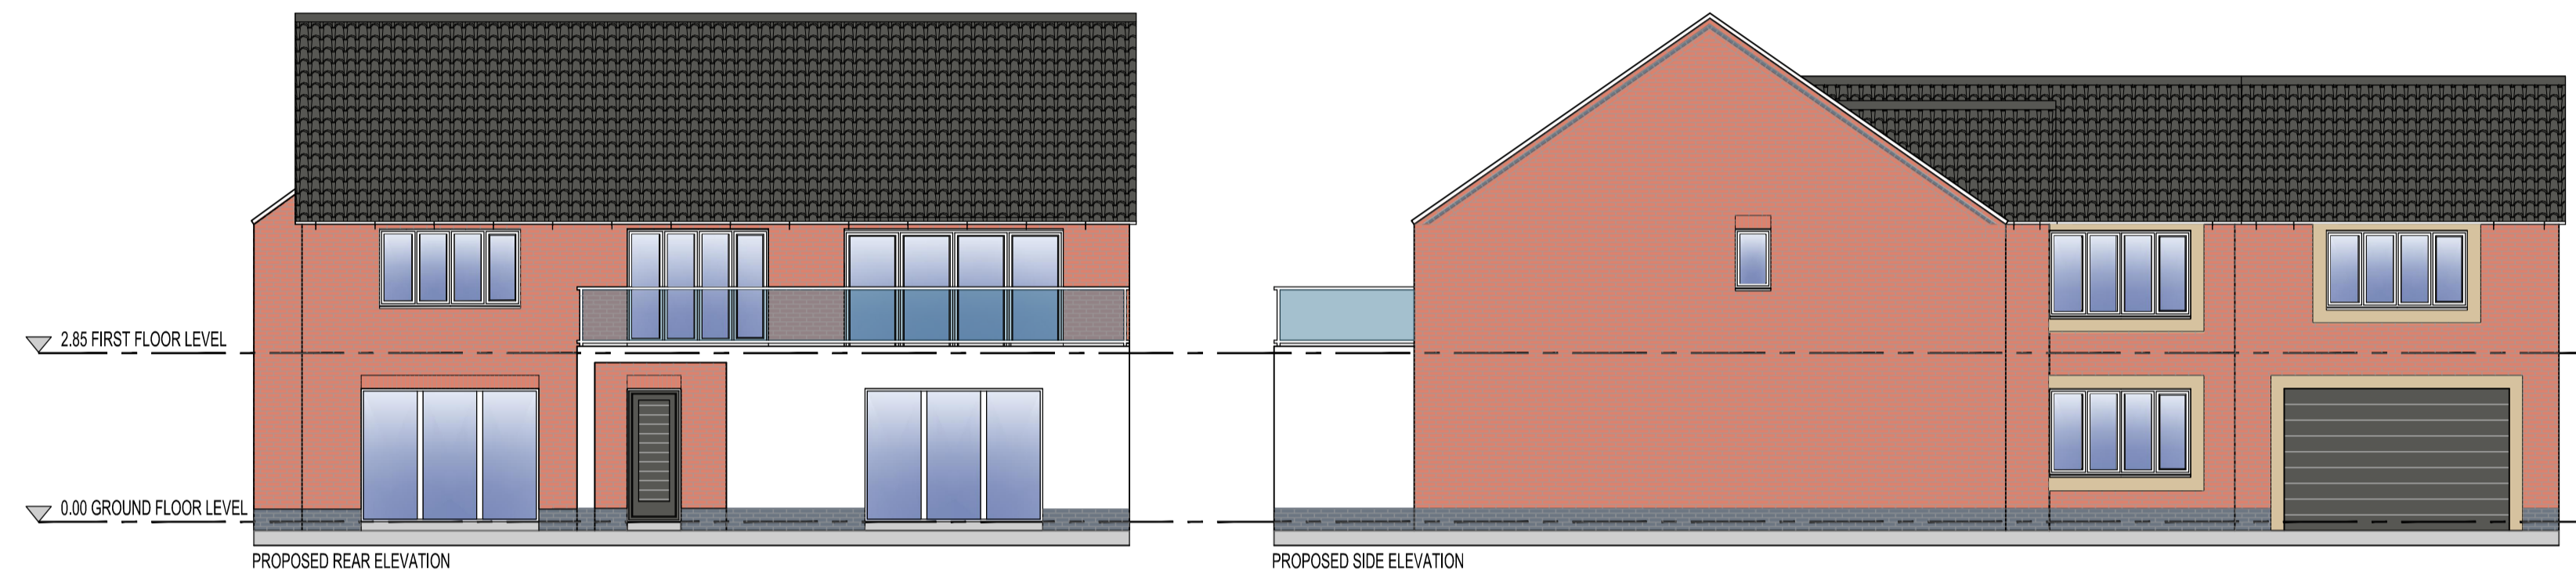 2.85 FIRST FLOOR LEVEL
0.00 GROUND FLOOR LEVEL
PROPOSED REAR ELEVATION
PROPOSED SIDE ELEVATION